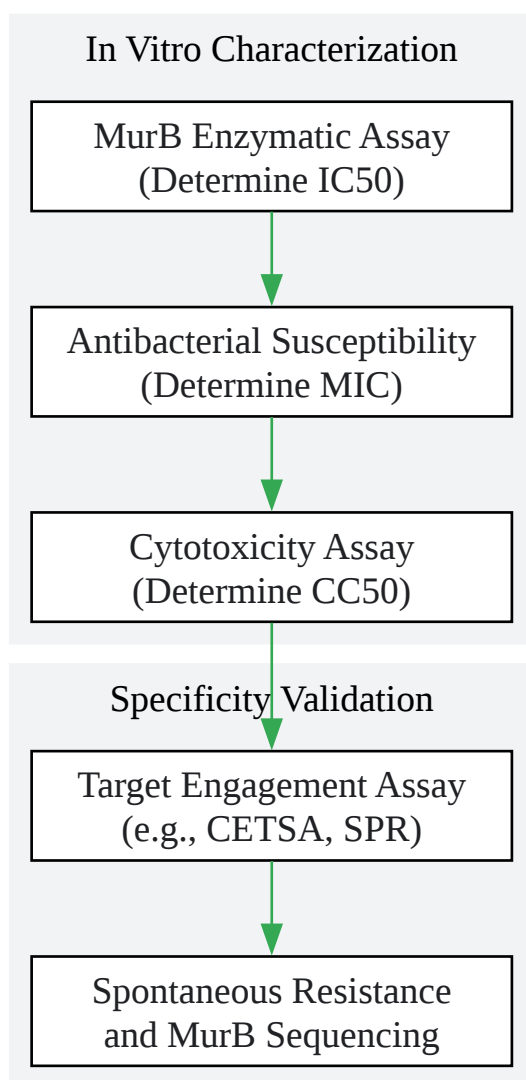 In Vitro Characterization
MurB Enzymatic Assay
(Determine IC50)
Antibacterial Susceptibility
(Determine MIC)
Cytotoxicity Assay
(Determine CC50)
Specificity Validation
Target Engagement Assay
(e.g., CETSA, SPR)
Spontaneous Resistance
and MurB Sequencing